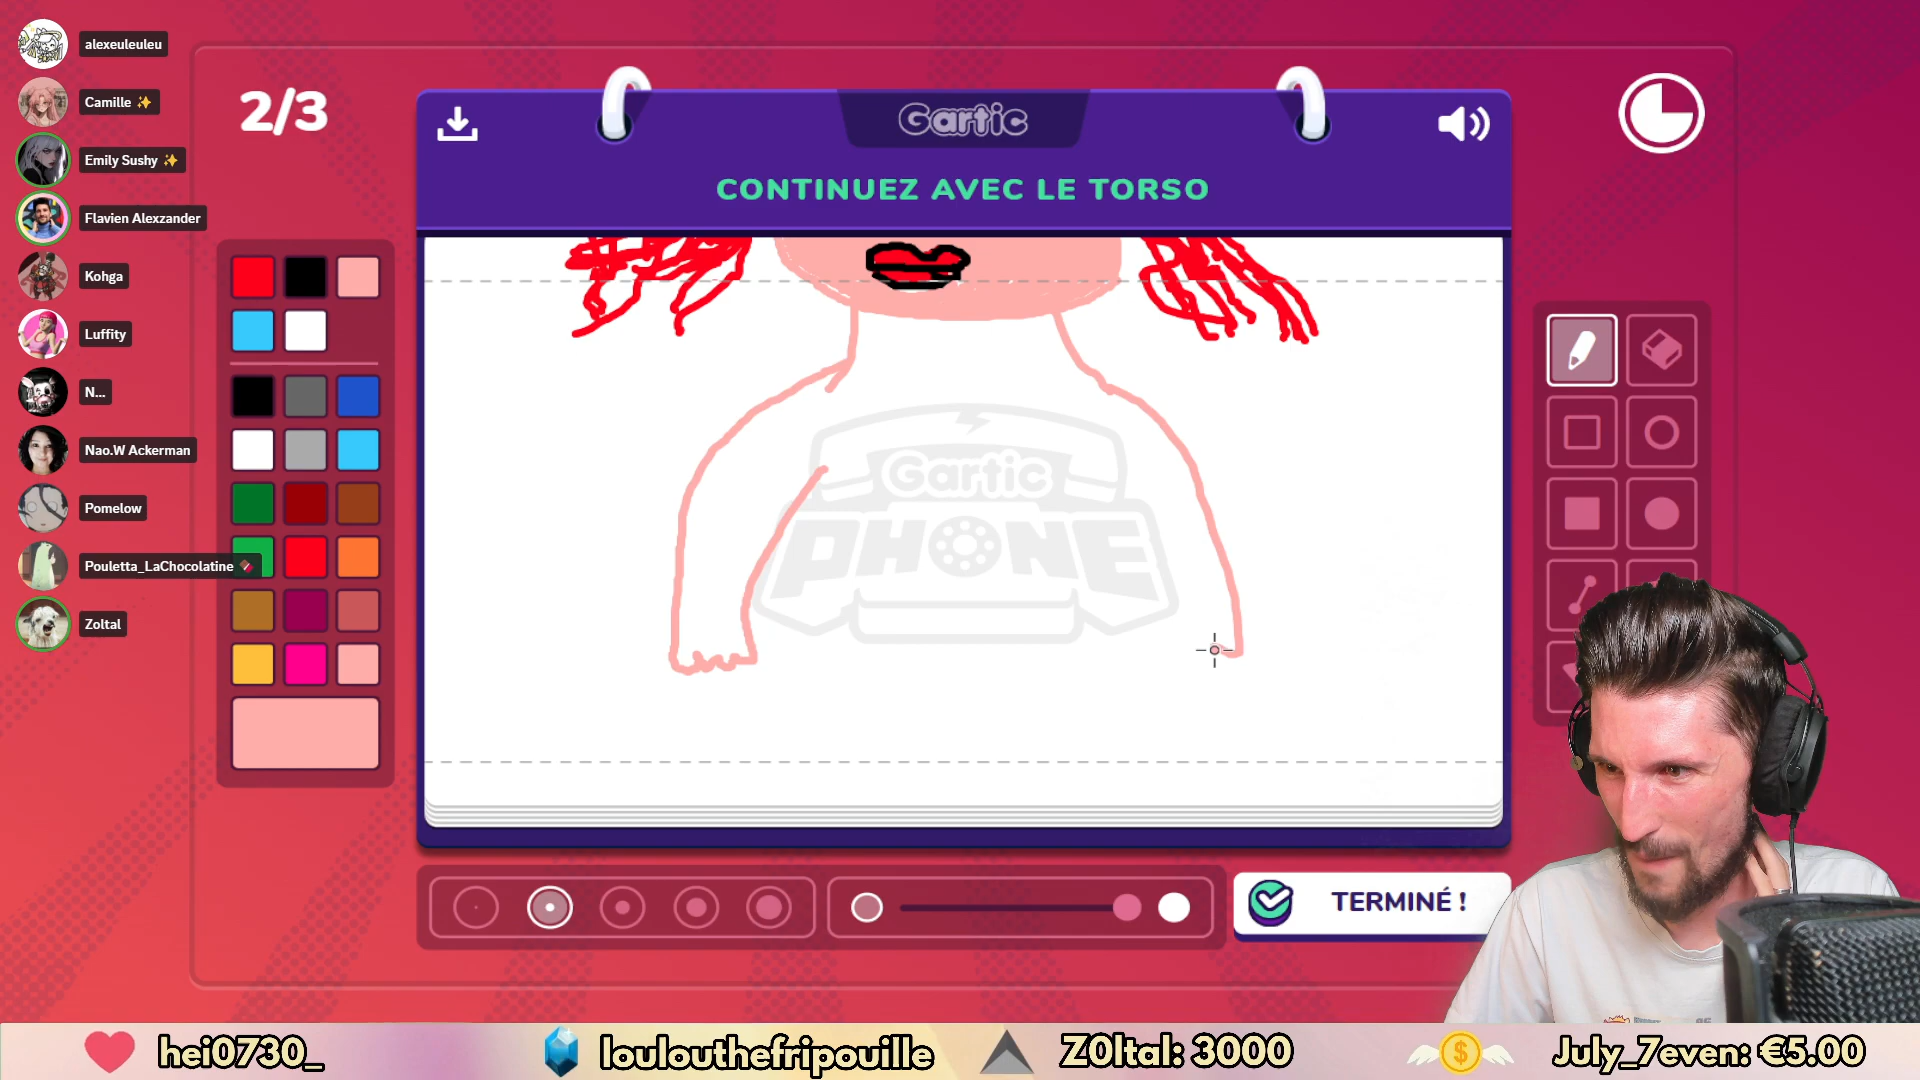 alexeuleuleu
Camille ✨
Emily Sushy ✨
Flavien Alexzander
Kohga
Luffity
N...
Nao.W Ackerman
Pomelow
Pouletta_LaChocolatine
Zoltal
2/3
Gartic
CONTINUEZ AVEC LE TORSO
Gartic
PHONE
TERMINÉ !
hei0730_
loulouthefripouille
Z0ltal: 3000
July_7even: €5.00